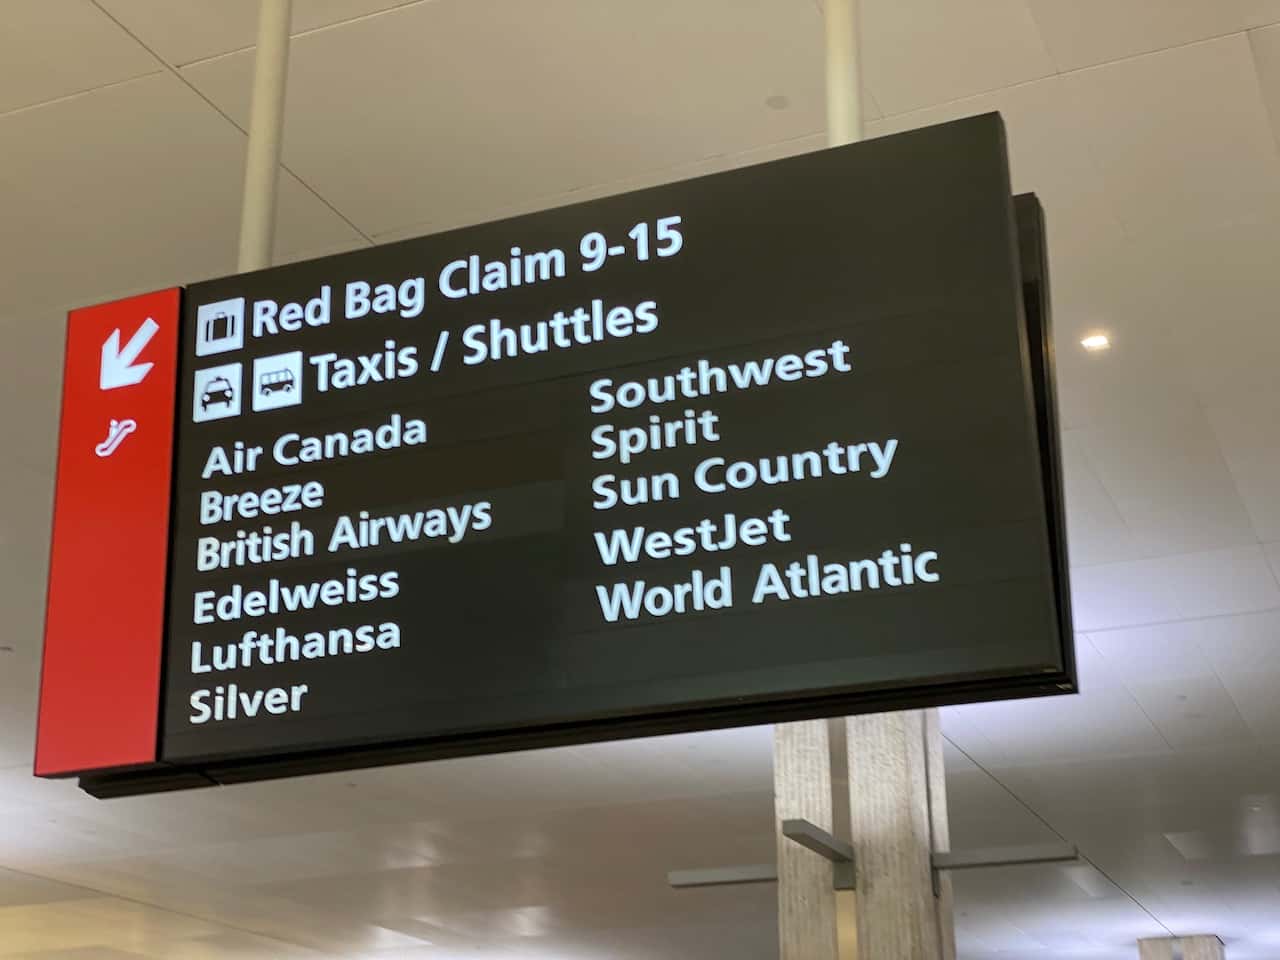 Red Bag Claim 9-15
Taxis / Shuttles
Air Canada
Breeze
British Airways
Edelweiss
Lufthansa
Silver
Southwest
Spirit
Sun Country
WestJet
World Atlantic